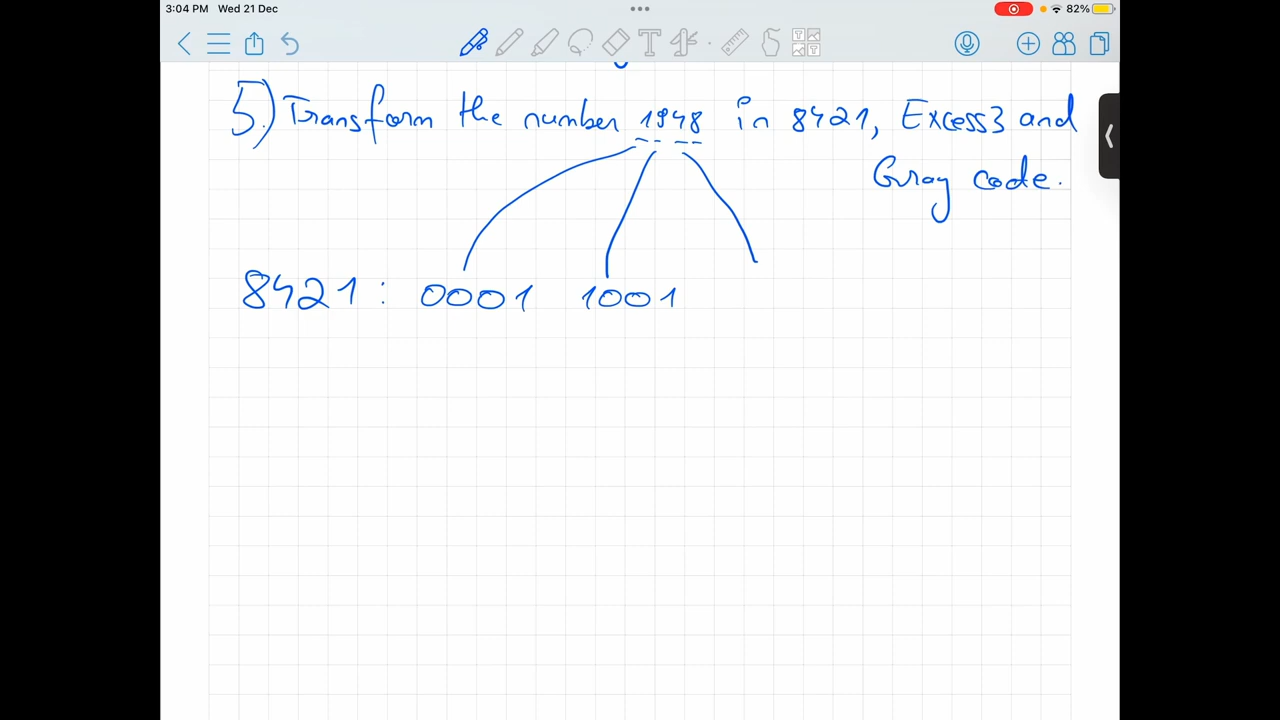 3:04 PM Wed 21 Dec
82%
5.) Transform the number 1948 in 8421, Excess3 and
Gray code.
8421 : 0001 1001